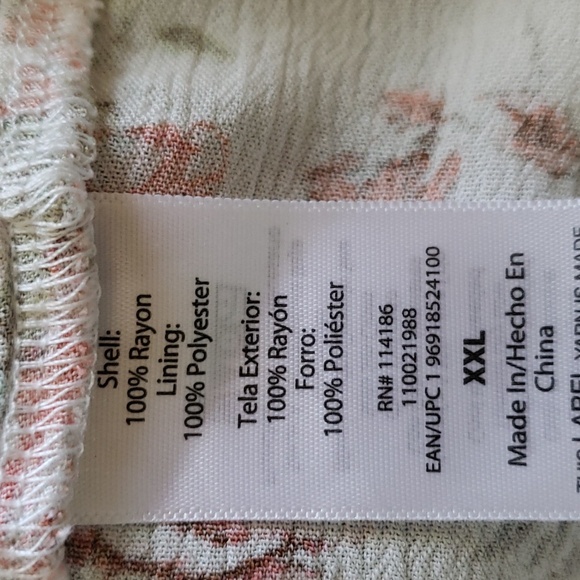 Shell:
100% Rayon
Lining:
100% Polyester
Tela Exterior:
100% Rayón
Forro:
100% Poliéster
RN# 114186
110021988
EAN/UPC 1 96918524100
XXL
Made In/Hecho En
China
LABEL